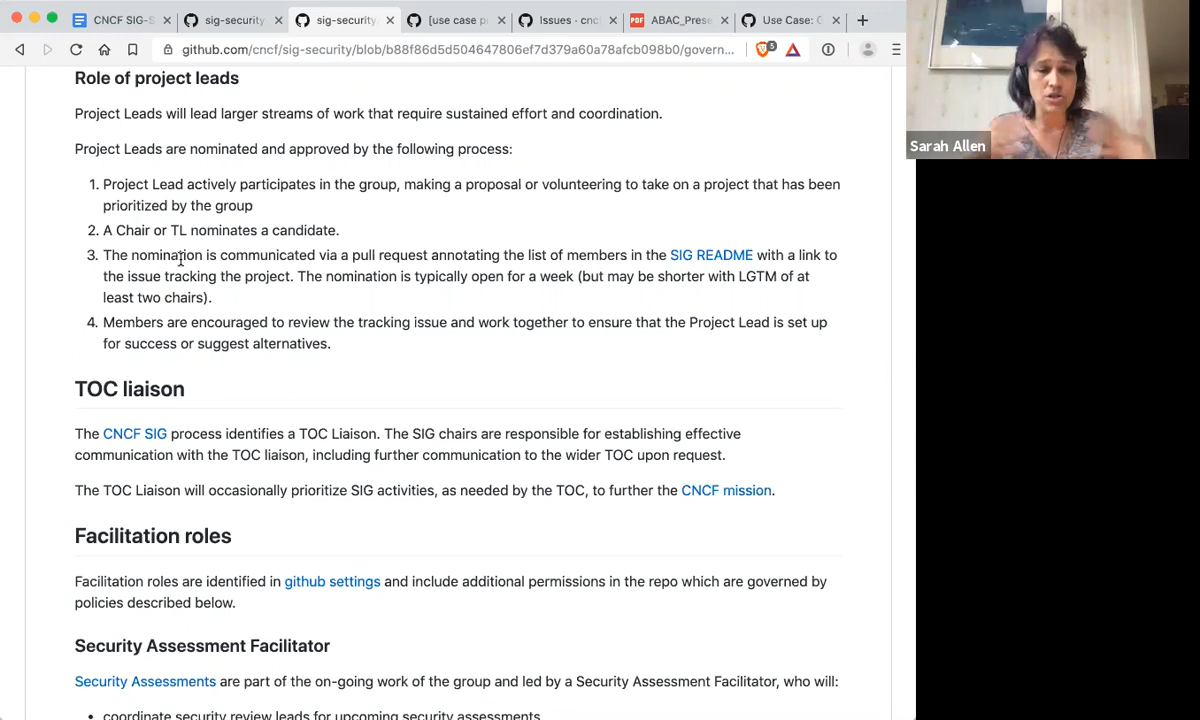 CNCF SIG-S
sig-security
sig-security
[use case p
Issues · cnc
PDF ABAC_Prese
Use Case: C
github.com/cncf/sig-security/blob/b88f86d5d504647806ef7d379a60a78afcb098b0/govern...
5
Sarah Allen
Role of project leads
Project Leads will lead larger streams of work that require sustained effort and coordination.
Project Leads are nominated and approved by the following process:
1. Project Lead actively participates in the group, making a proposal or volunteering to take on a project that has been
prioritized by the group
2. A Chair or TL nominates a candidate.
3. The nomination is communicated via a pull request annotating the list of members in the SIG README with a link to
the issue tracking the project. The nomination is typically open for a week (but may be shorter with LGTM of at
least two chairs).
4. Members are encouraged to review the tracking issue and work together to ensure that the Project Lead is set up
for success or suggest alternatives.
TOC liaison
The CNCF SIG process identifies a TOC Liaison. The SIG chairs are responsible for establishing effective
communication with the TOC liaison, including further communication to the wider TOC upon request.
The TOC Liaison will occasionally prioritize SIG activities, as needed by the TOC, to further the CNCF mission.
Facilitation roles
Facilitation roles are identified in github settings and include additional permissions in the repo which are governed by
policies described below.
Security Assessment Facilitator
Security Assessments are part of the on-going work of the group and led by a Security Assessment Facilitator, who will:
• coordinate security review leads for upcoming security assessments